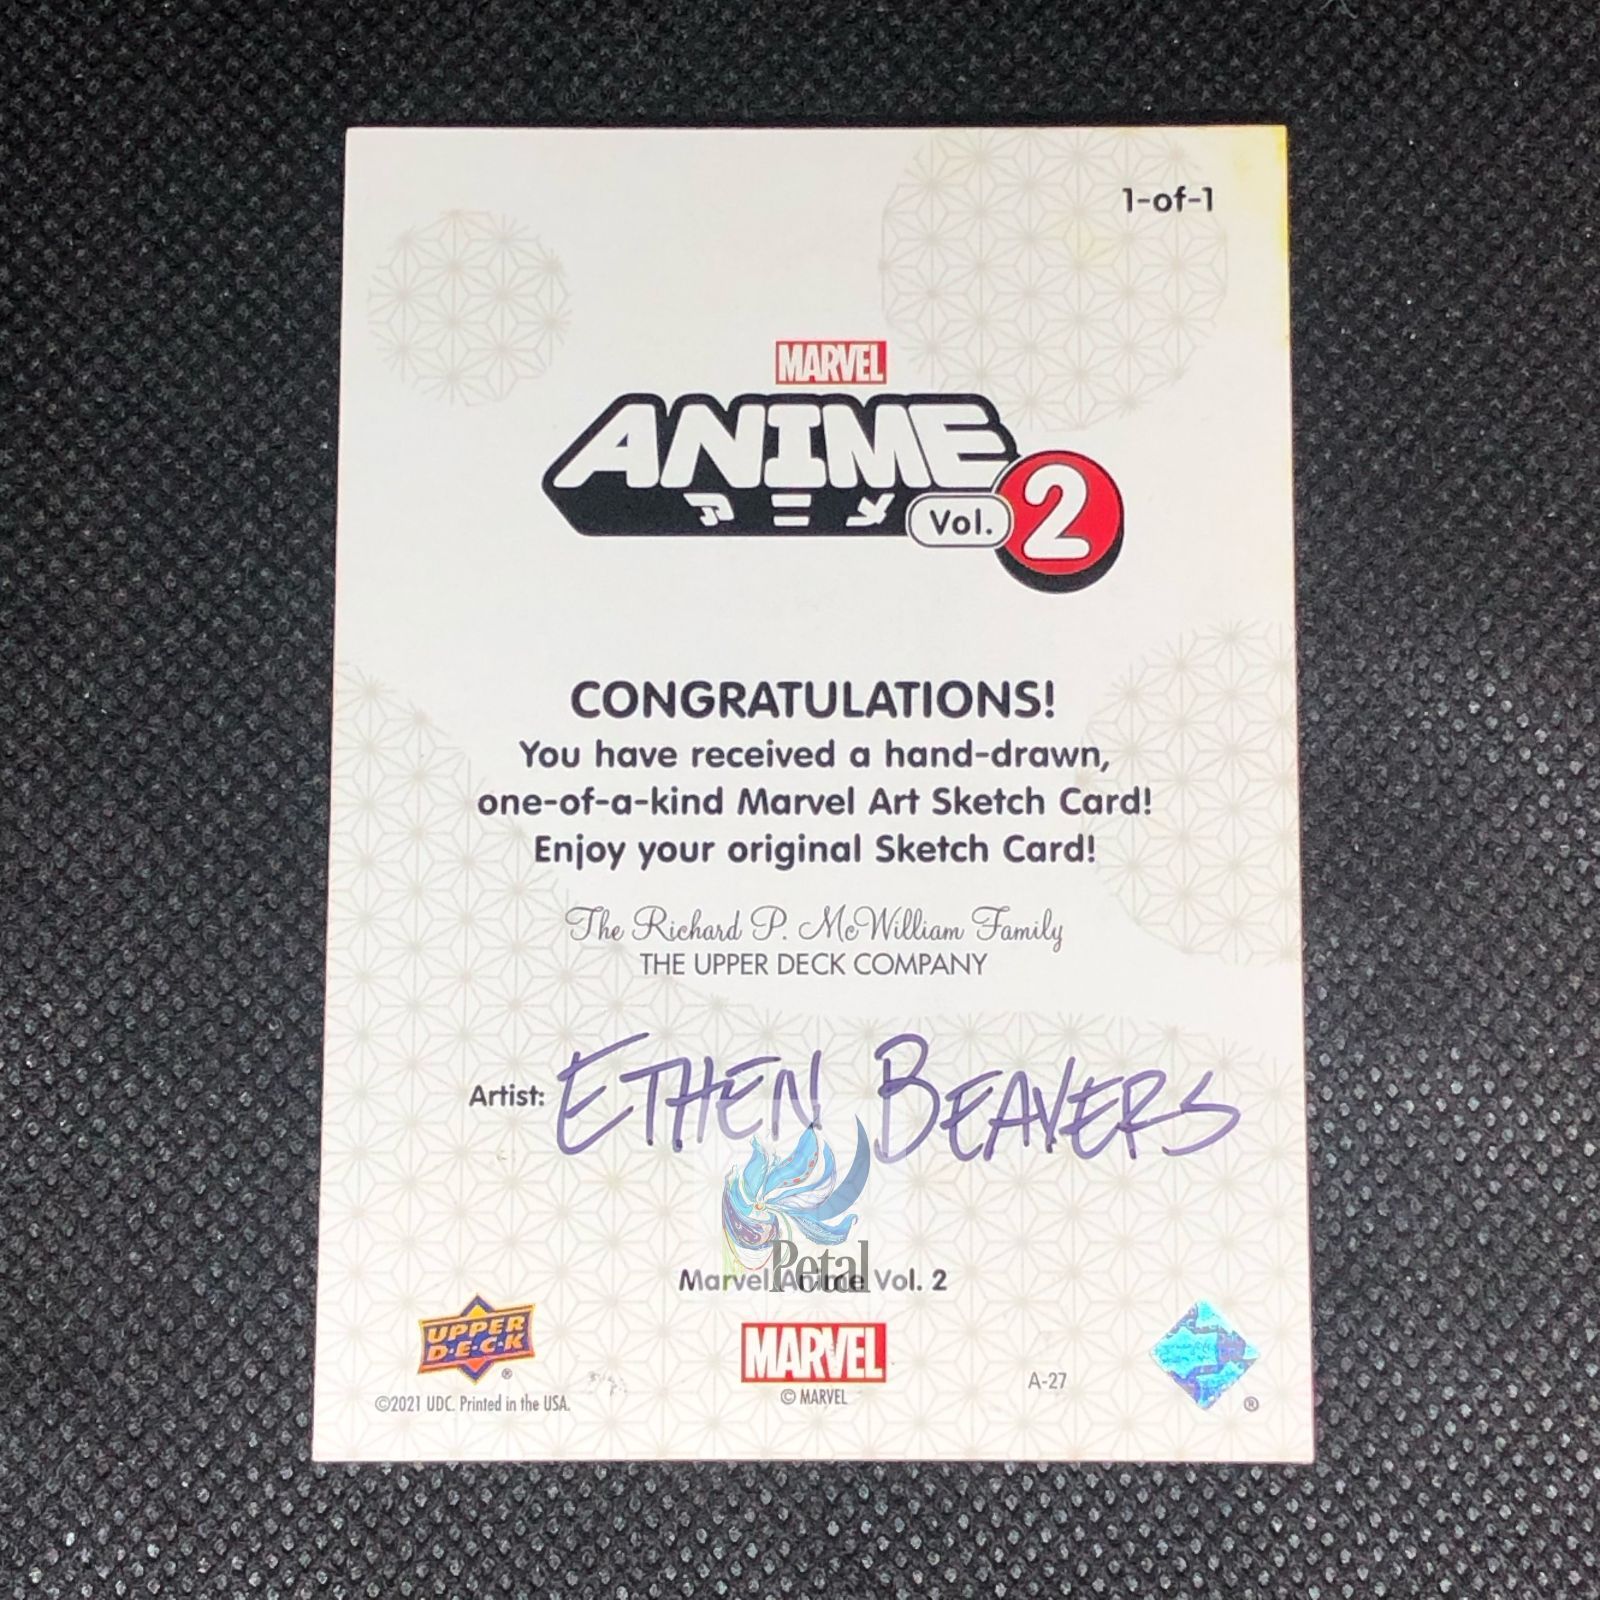 1-of-1
MARVEL
ANIME
アニメ
Vol. 2
CONGRATULATIONS!
You have received a hand-drawn,
one-of-a-kind Marvel Art Sketch Card!
Enjoy your original Sketch Card!
The Richard P. McWilliam Family
THE UPPER DECK COMPANY
Artist: ETHEN BEAVERS
Petal
Marvel Anime Vol. 2
UPPER
D·E·C·K
®
MARVEL
©2021 UDC. Printed in the USA.
© MARVEL
A-27
®